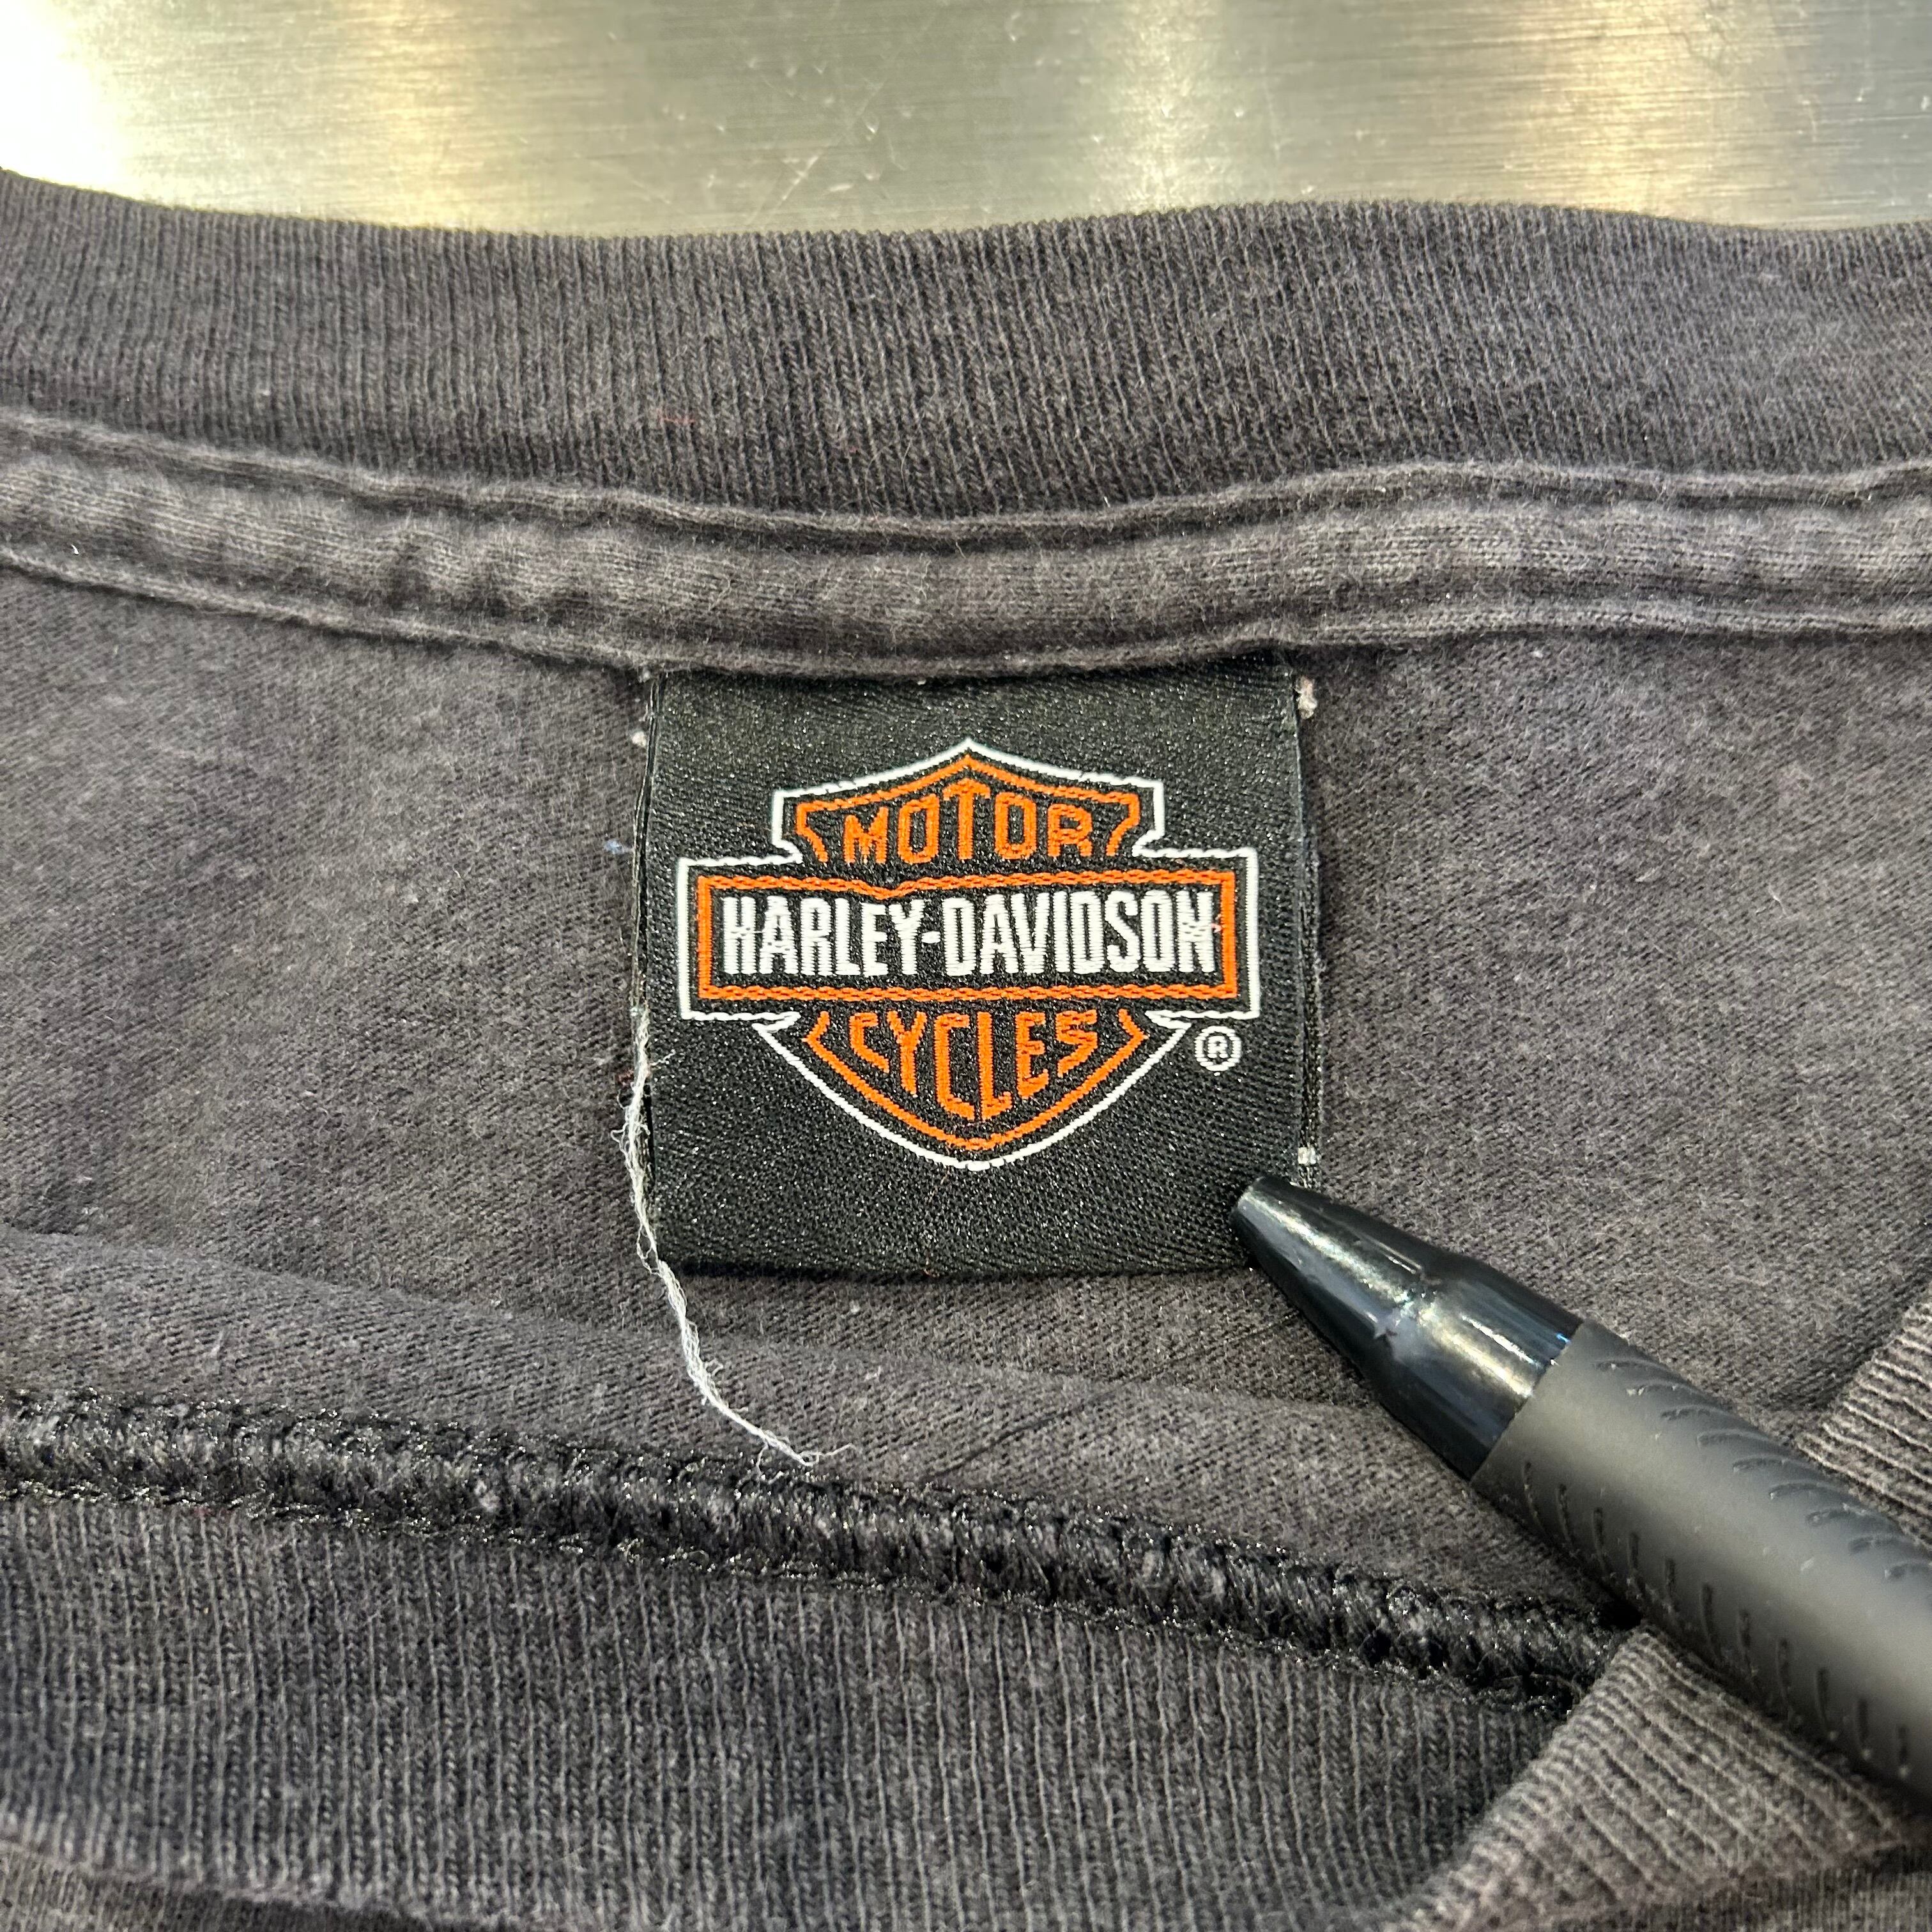 MOTOR
HARLEY-DAVIDSON
CYCLES
®